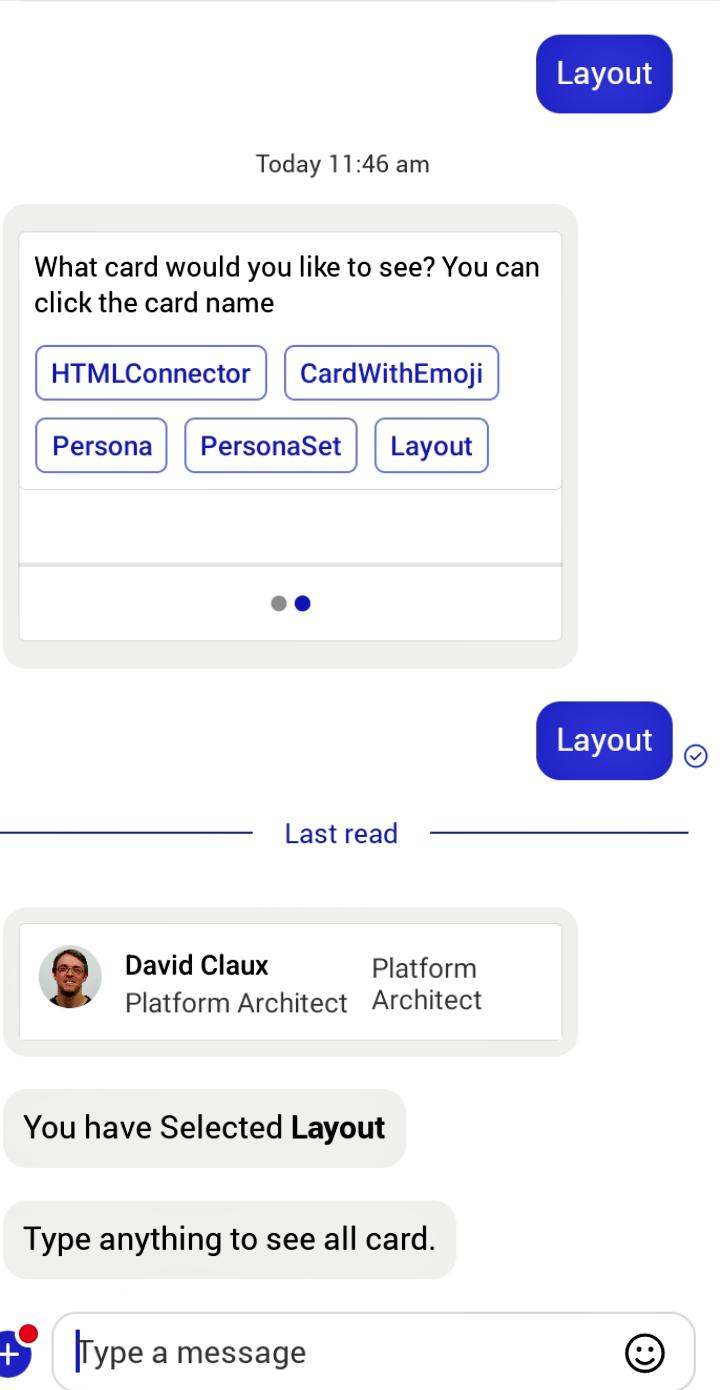 Layout
Today 11:46 am
What card would you like to see? You can
click the card name
HTMLConnector CardWithEmoji
Persona PersonaSet Layout
Layout
Last read
David Claux
Platform Architect
Platform
Architect
You have Selected Layout
Type anything to see all card.
Type a message